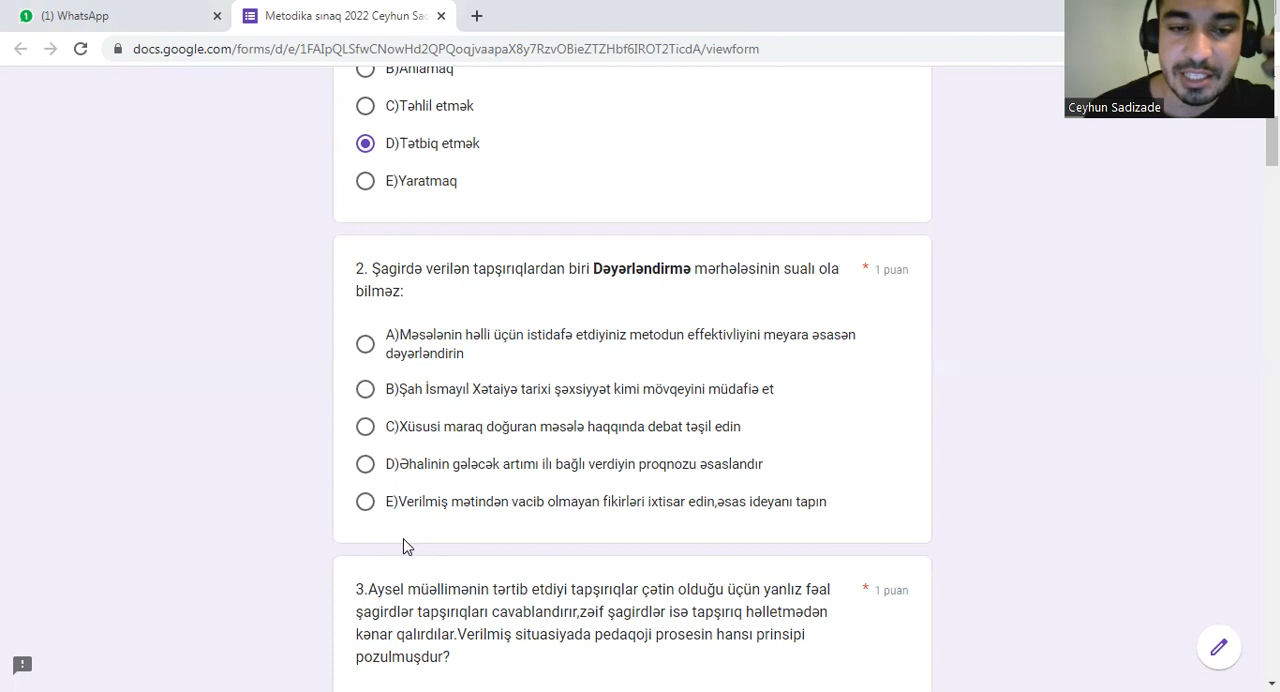 (1) WhatsApp
Metodika sınaq 2022 Ceyhun Sad
docs.google.com/forms/d/e/1FAIpQLSfwCNowHd2QPQoqjvaapaX8y7RzvOBieZTZHbf6IROT2TicdA/viewform
B)Anlamaq
C)Təhlil etmək
D)Tətbiq etmək
E)Yaratmaq
2. Şagirdə verilən tapşırıqlardan biri Dəyərləndirmə mərhələsinin sualı ola
bilməz:
* 1 puan
A)Məsələnin həlli üçün istidafə etdiyiniz metodun effektivliyini meyara əsasən
dəyərləndirin
B)Şah İsmayıl Xətaiyə tarixi şəxsiyyət kimi mövqeyini müdafiə et
C)Xüsusi maraq doğuran məsələ haqqında debat təşil edin
D)Əhalinin gələcək artımı ilı bağlı verdiyin proqnozu əsaslandır
E)Verilmiş mətindən vacib olmayan fikirləri ixtisar edin,əsas ideyanı tapın
3.Aysel müəllimənin tərtib etdiyi tapşırıqlar çətin olduğu üçün yanlız fəal
şagirdlər tapşırıqları cavablandırır,zəif şagirdlər isə tapşırıq həlletmədən
kənar qalırdılar.Verilmiş situasiyada pedaqoji prosesin hansı prinsipi
pozulmuşdur?
* 1 puan
Ceyhun Sadizade